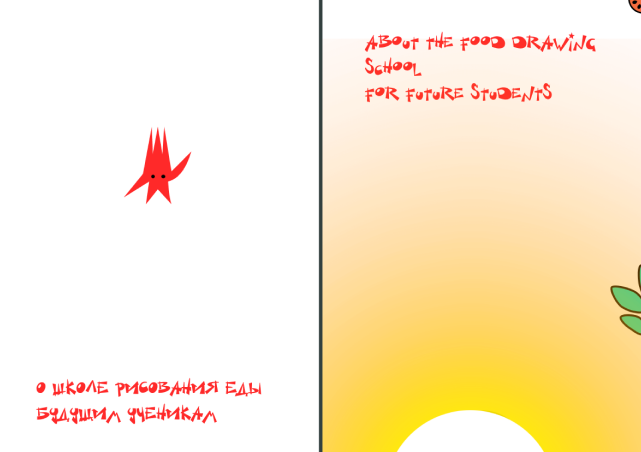 О ШКОЛЕ РИСОВАНИЯ ЕДЫ
БУДУЩИМ УЧЕНИКАМ
ABOUT THE FOOD DRAWING
SCHOOL
FOR FUTURE STUDENTS